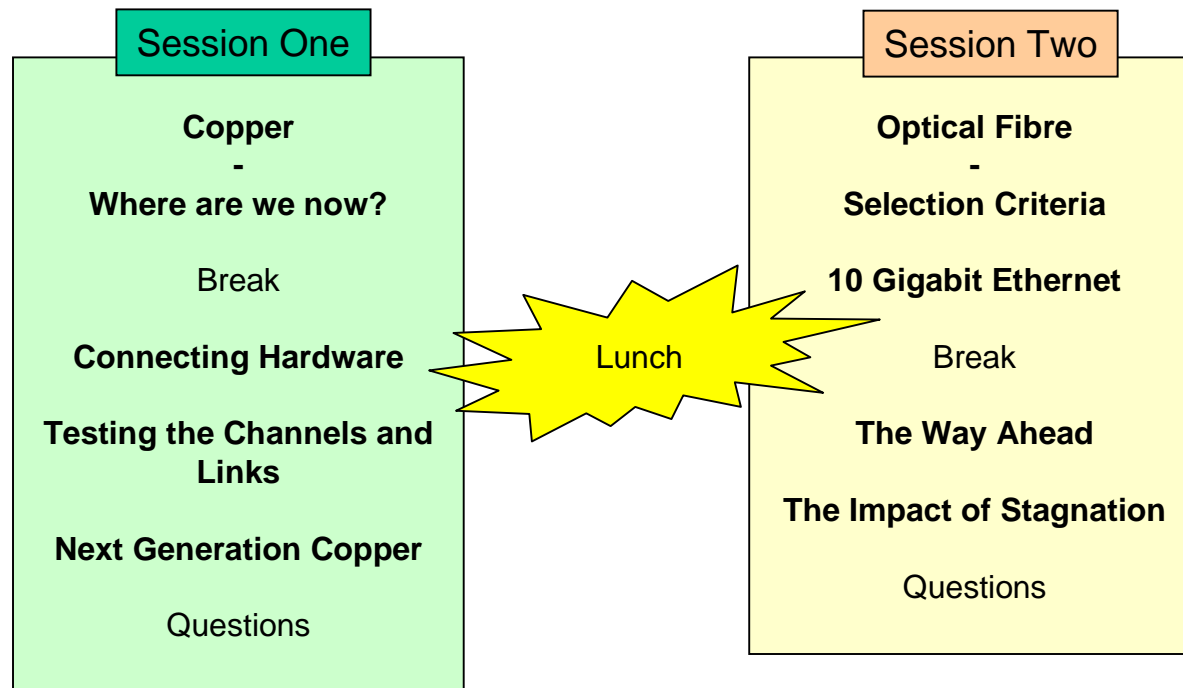 Session One
Copper
-
Where are we now?
Break
Connecting Hardware
Testing the Channels and
Links
Next Generation Copper
Questions
Lunch
Session Two
Optical Fibre
-
Selection Criteria
10 Gigabit Ethernet
Break
The Way Ahead
The Impact of Stagnation
Questions